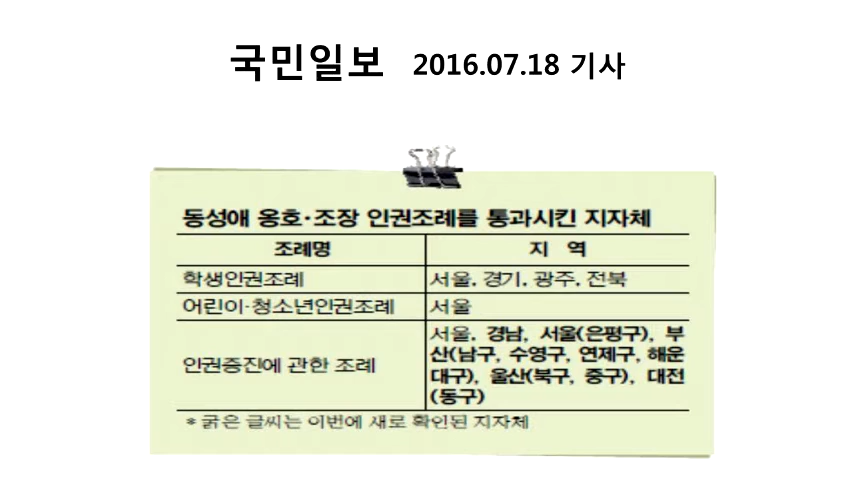 국민일보 2016.07.18 기사
동성애 옹호·조장 인권조례를 통과시킨 지자체
조례명 지 역
학생인권조례 서울, 경기, 광주, 전북
어린이·청소년인권조례 서울
인권증진에 관한 조례
서울, 경남, 서울(은평구), 부
산(남구, 수영구, 연제구, 해운
대구), 울산(북구, 중구), 대전
(동구)
* 굵은 글씨는 이번에 새로 확인된 지자체